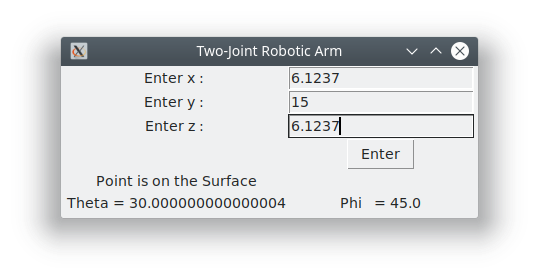 Two-Joint Robotic Arm
Enter x : 6.1237
Enter y : 15
Enter z : 6.1237
Enter
Point is on the Surface
Theta = 30.000000000000004 Phi = 45.0